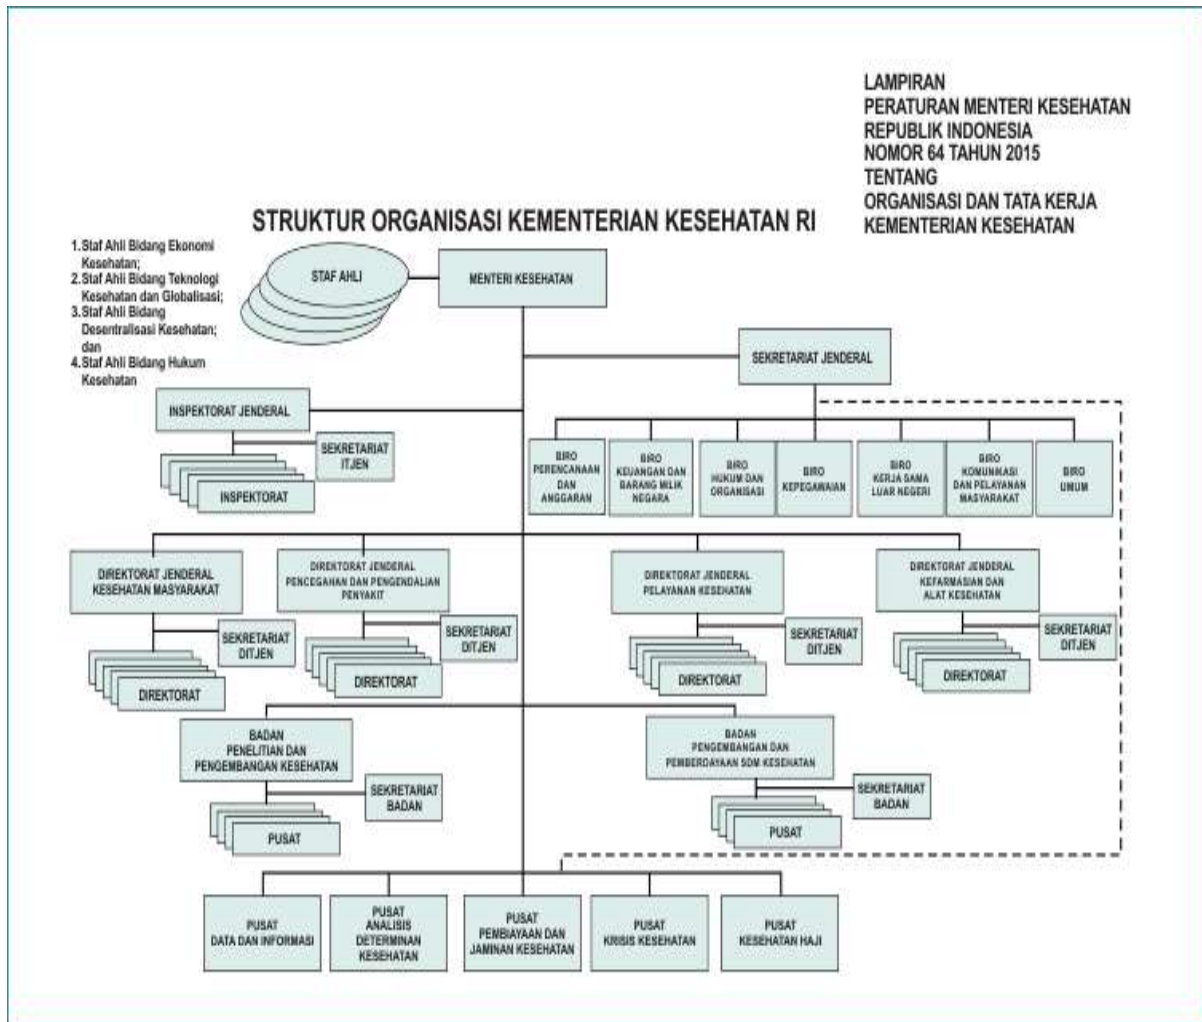 LAMPIRAN
PERATURAN MENTERI KESEHATAN
REPUBLIK INDONESIA
NOMOR 64 TAHUN 2015
TENTANG
ORGANISASI DAN TATA KERJA
KEMENTERIAN KESEHATAN
STRUKTUR ORGANISASI KEMENTERIAN KESEHATAN RI
1.Staf Ahli Bidang Ekonomi
Kesehatan;
2.Staf Ahli Bidang Teknologi
Kesehatan dan Globalisasi;
3.Staf Ahli Bidang
Desentralisasi Kesehatan;
dan
4.Staf Ahli Bidang Hukum
Kesehatan
STAF AHLI
MENTERI KESEHATAN
SEKRETARIAT JENDERAL
INSPEKTORAT JENDERAL
SEKRETARIAT
ITJEN
INSPEKTORAT
BIRO
PERENCANAAN
DAN
ANGGARAN
BIRO
KEUANGAN DAN
BARANG MILIK
NEGARA
BIRO
HUKUM DAN
ORGANISASI
BIRO
KEPEGAWAIAN
BIRO
KERJA SAMA
LUAR NEGERI
BIRO
KOMUNIKASI
DAN PELAYANAN
MASYARAKAT
BIRO
UMUM
DIREKTORAT JENDERAL
KESEHATAN MASYARAKAT
SEKRETARIAT
DITJEN
DIREKTORAT
DIREKTORAT JENDERAL
PENCEGAHAN DAN PENGENDALIAN
PENYAKIT
SEKRETARIAT
DITJEN
DIREKTORAT
DIREKTORAT JENDERAL
PELAYANAN KESEHATAN
SEKRETARIAT
DITJEN
DIREKTORAT
DIREKTORAT JENDERAL
KEFARMASIAN DAN
ALAT KESEHATAN
SEKRETARIAT
DITJEN
DIREKTORAT
BADAN
PENELITIAN DAN
PENGEMBANGAN KESEHATAN
SEKRETARIAT
BADAN
PUSAT
BADAN
PENGEMBANGAN DAN
PEMBERDAYAAN SDM KESEHATAN
SEKRETARIAT
BADAN
PUSAT
PUSAT
DATA DAN INFORMASI
PUSAT
ANALISIS
DETERMINAN
KESEHATAN
PUSAT
PEMBIAYAAN DAN
JAMINAN KESEHATAN
PUSAT
KRISIS KESEHATAN
PUSAT
KESEHATAN HAJI